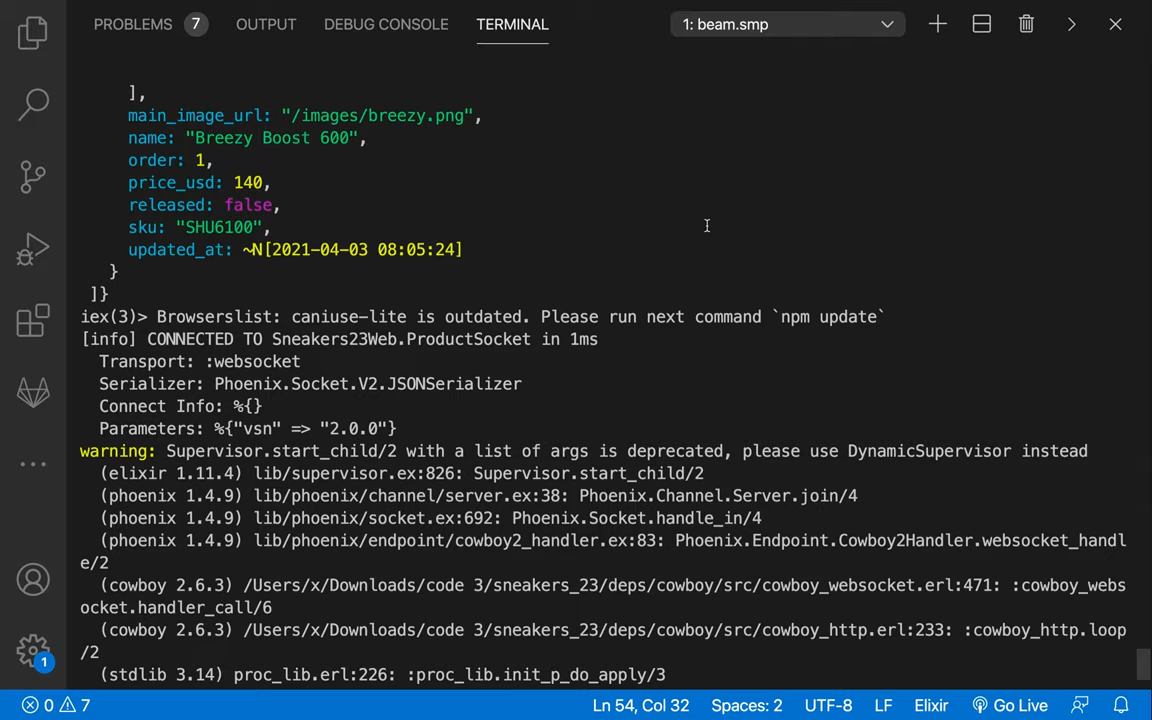 PROBLEMS 7 OUTPUT DEBUG CONSOLE TERMINAL 1: beam.smp
],
main_image_url: "/images/breezy.png",
name: "Breezy Boost 600",
order: 1,
price_usd: 140,
released: false,
sku: "SHU6100",
updated_at: ~N[2021-04-03 08:05:24]
}
]}
iex(3)> Browserslist: caniuse-lite is outdated. Please run next command `npm update`
[info] CONNECTED TO Sneakers23Web.ProductSocket in 1ms
Transport: :websocket
Serializer: Phoenix.Socket.V2.JSONSerializer
Connect Info: %{}
Parameters: %{"vsn" => "2.0.0"}
warning: Supervisor.start_child/2 with a list of args is deprecated, please use DynamicSupervisor instead
(elixir 1.11.4) lib/supervisor.ex:826: Supervisor.start_child/2
(phoenix 1.4.9) lib/phoenix/channel/server.ex:38: Phoenix.Channel.Server.join/4
(phoenix 1.4.9) lib/phoenix/socket.ex:692: Phoenix.Socket.handle_in/4
(phoenix 1.4.9) lib/phoenix/endpoint/cowboy2_handler.ex:83: Phoenix.Endpoint.Cowboy2Handler.websocket_handl
e/2
(cowboy 2.6.3) /Users/x/Downloads/code 3/sneakers_23/deps/cowboy/src/cowboy_websocket.erl:471: :cowboy_webs
ocket.handler_call/6
(cowboy 2.6.3) /Users/x/Downloads/code 3/sneakers_23/deps/cowboy/src/cowboy_http.erl:233: :cowboy_http.loop
/2
(stdlib 3.14) proc_lib.erl:226: :proc_lib.init_p_do_apply/3
1
0 7 Ln 54, Col 32 Spaces: 2 UTF-8 LF Elixir Go Live